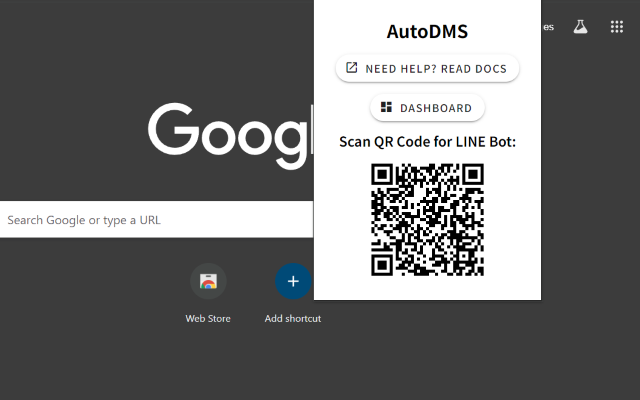 AutoDMS
es
NEED HELP? READ DOCS
DASHBOARD
Scan QR Code for LINE Bot:
Search Google or type a URL
Web Store
Add shortcut